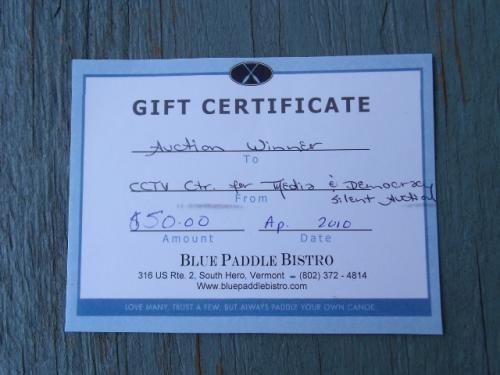 GIFT CERTIFICATE
Auction Winner
To
CCTV Ctr. for Media & Democracy
From
Silent Auction
$50.00 Ap. 2010
Amount Date
BLUE PADDLE BISTRO
316 US Rte. 2, South Hero, Vermont - (802) 372 - 4814
Www.bluepaddlebistro.com
LOVE MANY, TRUST A FEW, BUT ALWAYS PADDLE YOUR OWN CANOE.